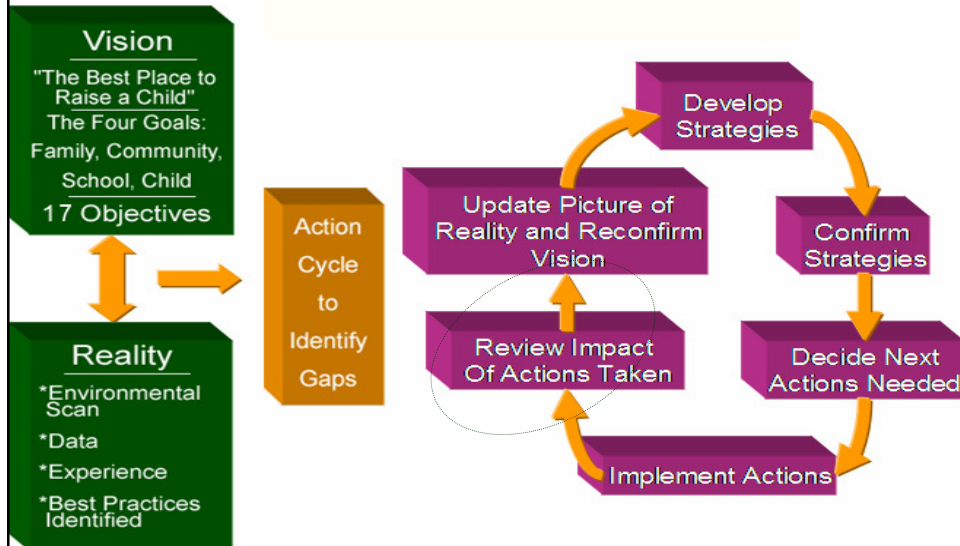 Vision
"The Best Place to
Raise a Child"
The Four Goals:
Family, Community,
School, Child
17 Objectives
Reality
*Environmental
Scan
*Data
*Experience
*Best Practices
Identified
Action
Cycle
to
Identify
Gaps
Develop
Strategies
Confirm
Strategies
Decide Next
Actions Needed
Implement Actions
Review Impact
Of Actions Taken
Update Picture of
Reality and Reconfirm
Vision